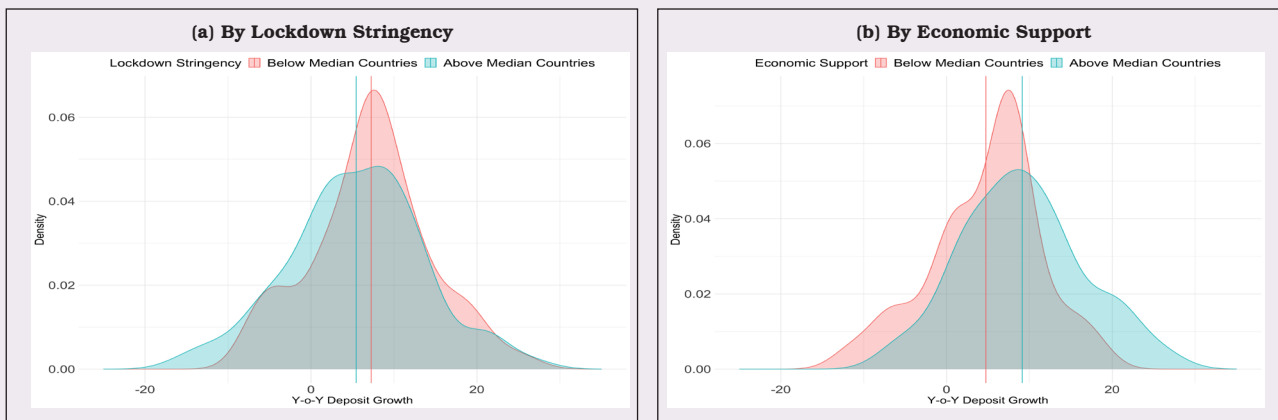 (a) By Lockdown Stringency
Lockdown Stringency Below Median Countries Above Median Countries
0.06
0.04
0.02
0.00
Density
-20 0 20
Y-o-Y Deposit Growth
(b) By Economic Support
Economic Support Below Median Countries Above Median Countries
0.06
0.04
0.02
0.00
Density
-20 0 20
Y-o-Y Deposit Growth